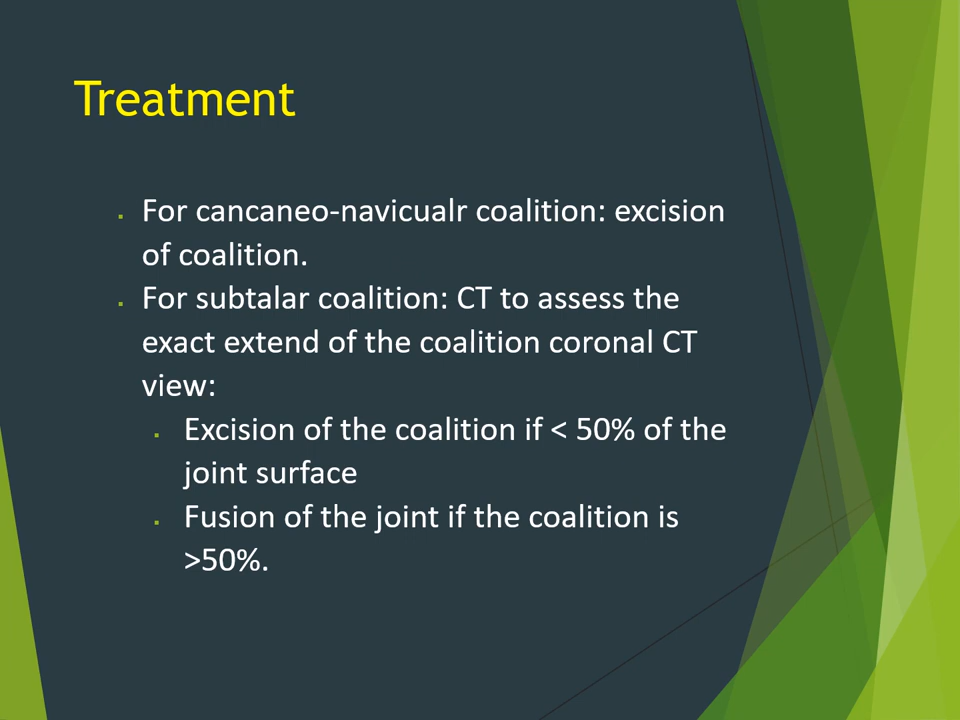 Treatment
For cancaneo-navicualr coalition: excision
of coalition.
For subtalar coalition: CT to assess the
exact extend of the coalition coronal CT
view:
Excision of the coalition if < 50% of the
joint surface
Fusion of the joint if the coalition is
>50%.